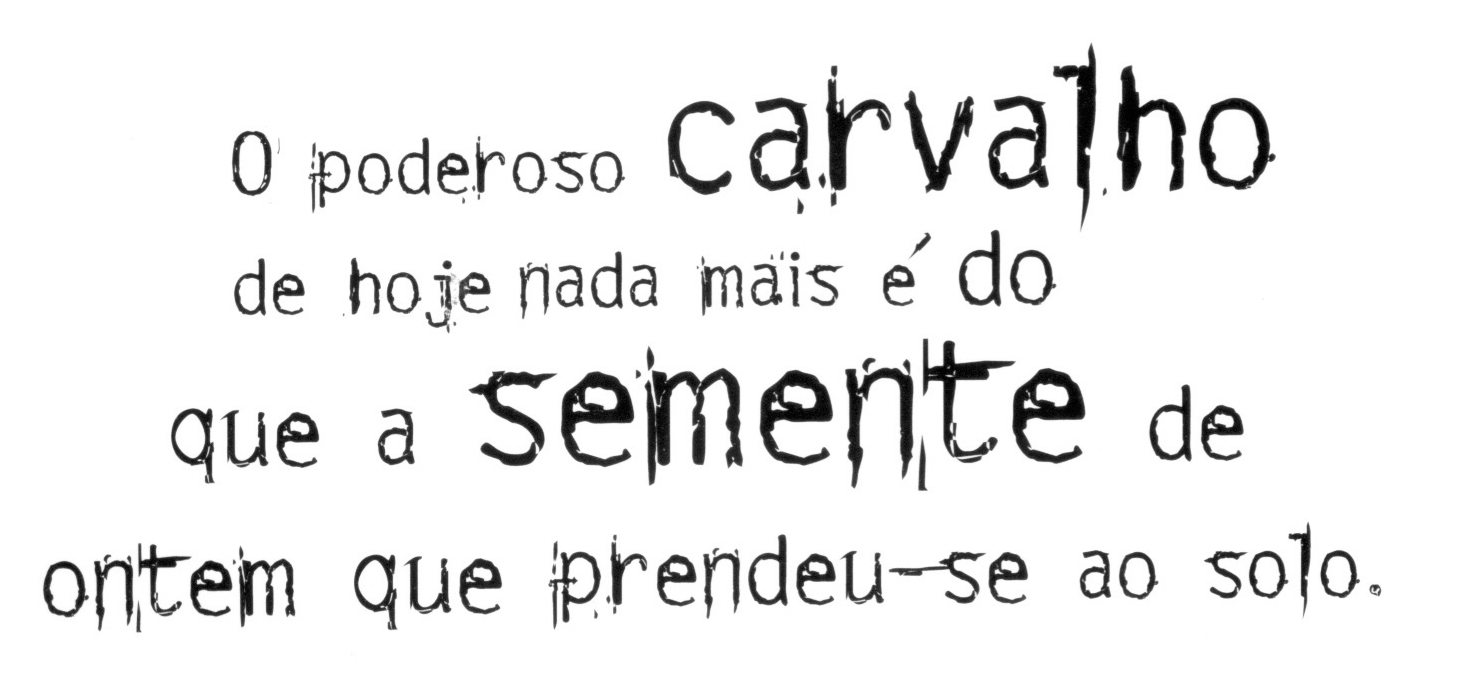 O poderoso carvalho
de hoje nada mais é do
que a semente de
ontem que prendeu-se ao solo.